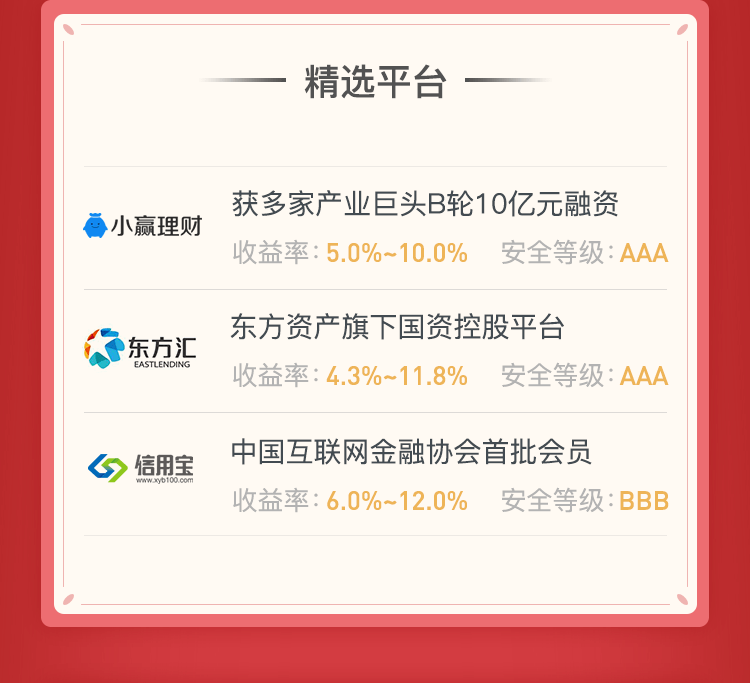 精选平台
小赢理财
获多家产业巨头B轮10亿元融资
收益率：5.0%~10.0% 安全等级：AAA
东方汇
EASTLENDING
东方资产旗下国资控股平台
收益率：4.3%~11.8% 安全等级：AAA
信用宝
www.xyb100.com
中国互联网金融协会首批会员
收益率：6.0%~12.0% 安全等级：BBB